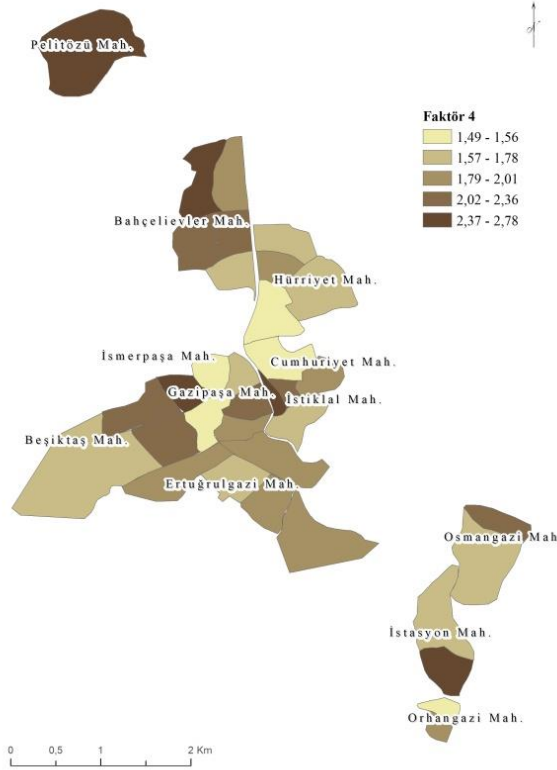 Pelitözü Mah.
Faktör 4
1,49 - 1,56
1,57 - 1,78
1,79 - 2,01
2,02 - 2,36
2,37 - 2,78
Bahçelievler Mah.
Hürriyet Mah.
İsmerpaşa Mah.
Cumhuriyet Mah.
Gazipaşa Mah.
İstiklal Mah.
Beşiktaş Mah.
Ertuğrulgazi Mah.
Osmangazi Mah
İstasyon Mah.
Orhangazi Mah.
0 0,5 1 2 Km